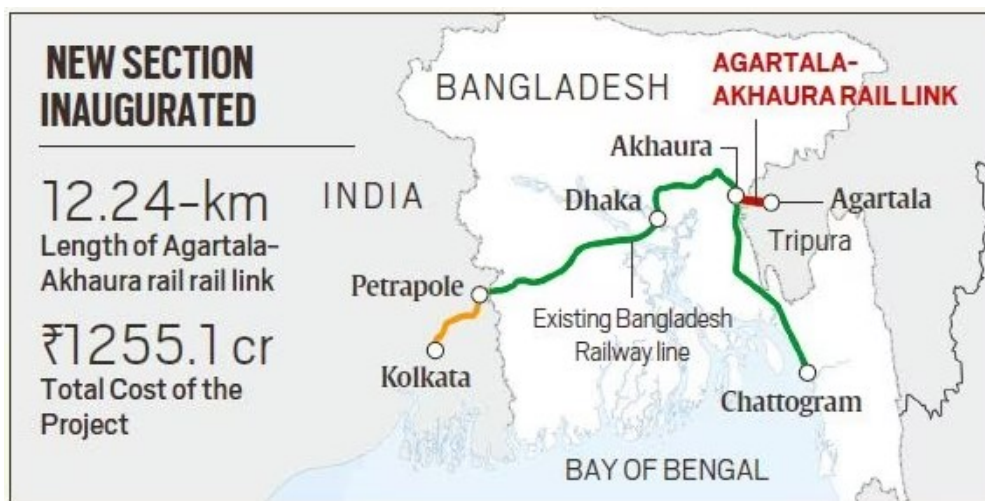 NEW SECTION
INAUGURATED
12.24-km
Length of Agartala-
Akhaura rail rail link
₹1255.1 cr
Total Cost of the
Project
BANGLADESH
AGARTALA-
AKHAURA RAIL LINK
Akhaura
INDIA
Dhaka
Agartala
Tripura
Petrapole
Existing Bangladesh
Railway line
Kolkata
Chattogram
BAY OF BENGAL